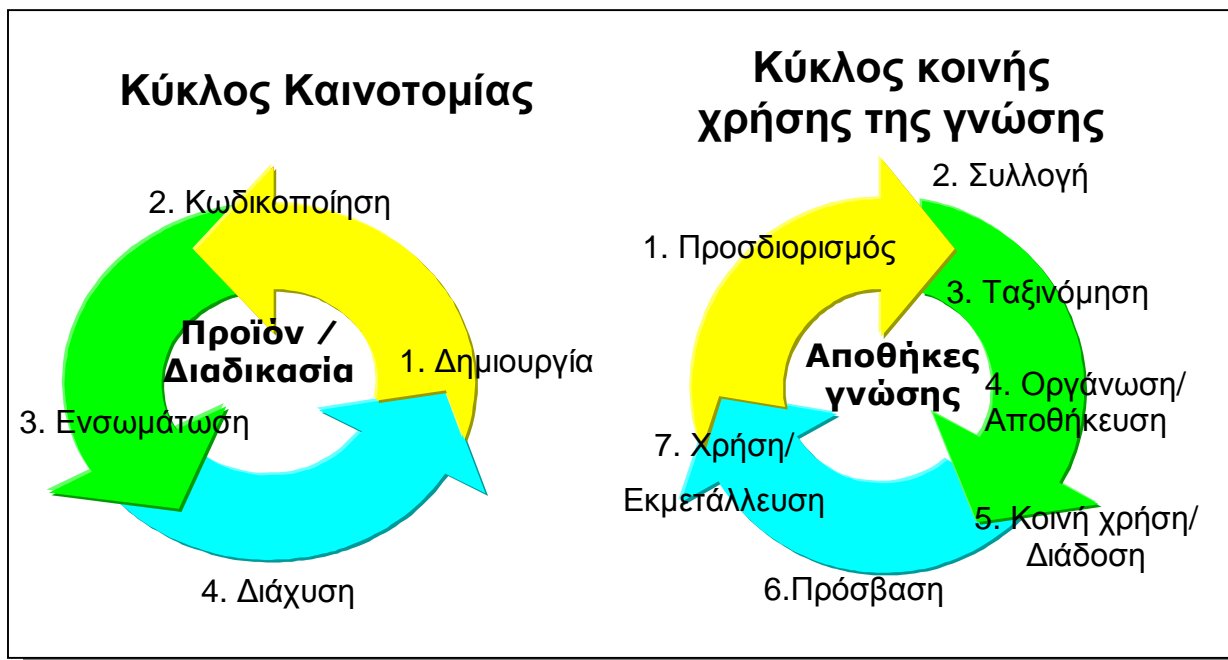 Κύκλος Καινοτομίας
2. Κωδικοποίηση
Προϊόν /
Διαδικασία
1. Δημιουργία
3. Ενσωμάτωση
4. Διάχυση
Κύκλος κοινής
χρήσης της γνώσης
2. Συλλογή
1. Προσδιορισμός
3. Ταξινόμηση
Αποθήκες
γνώσης
4. Οργάνωση/
Αποθήκευση
7. Χρήση/
Εκμετάλλευση
5. Κοινή χρήση/
Διάδοση
6.Πρόσβαση